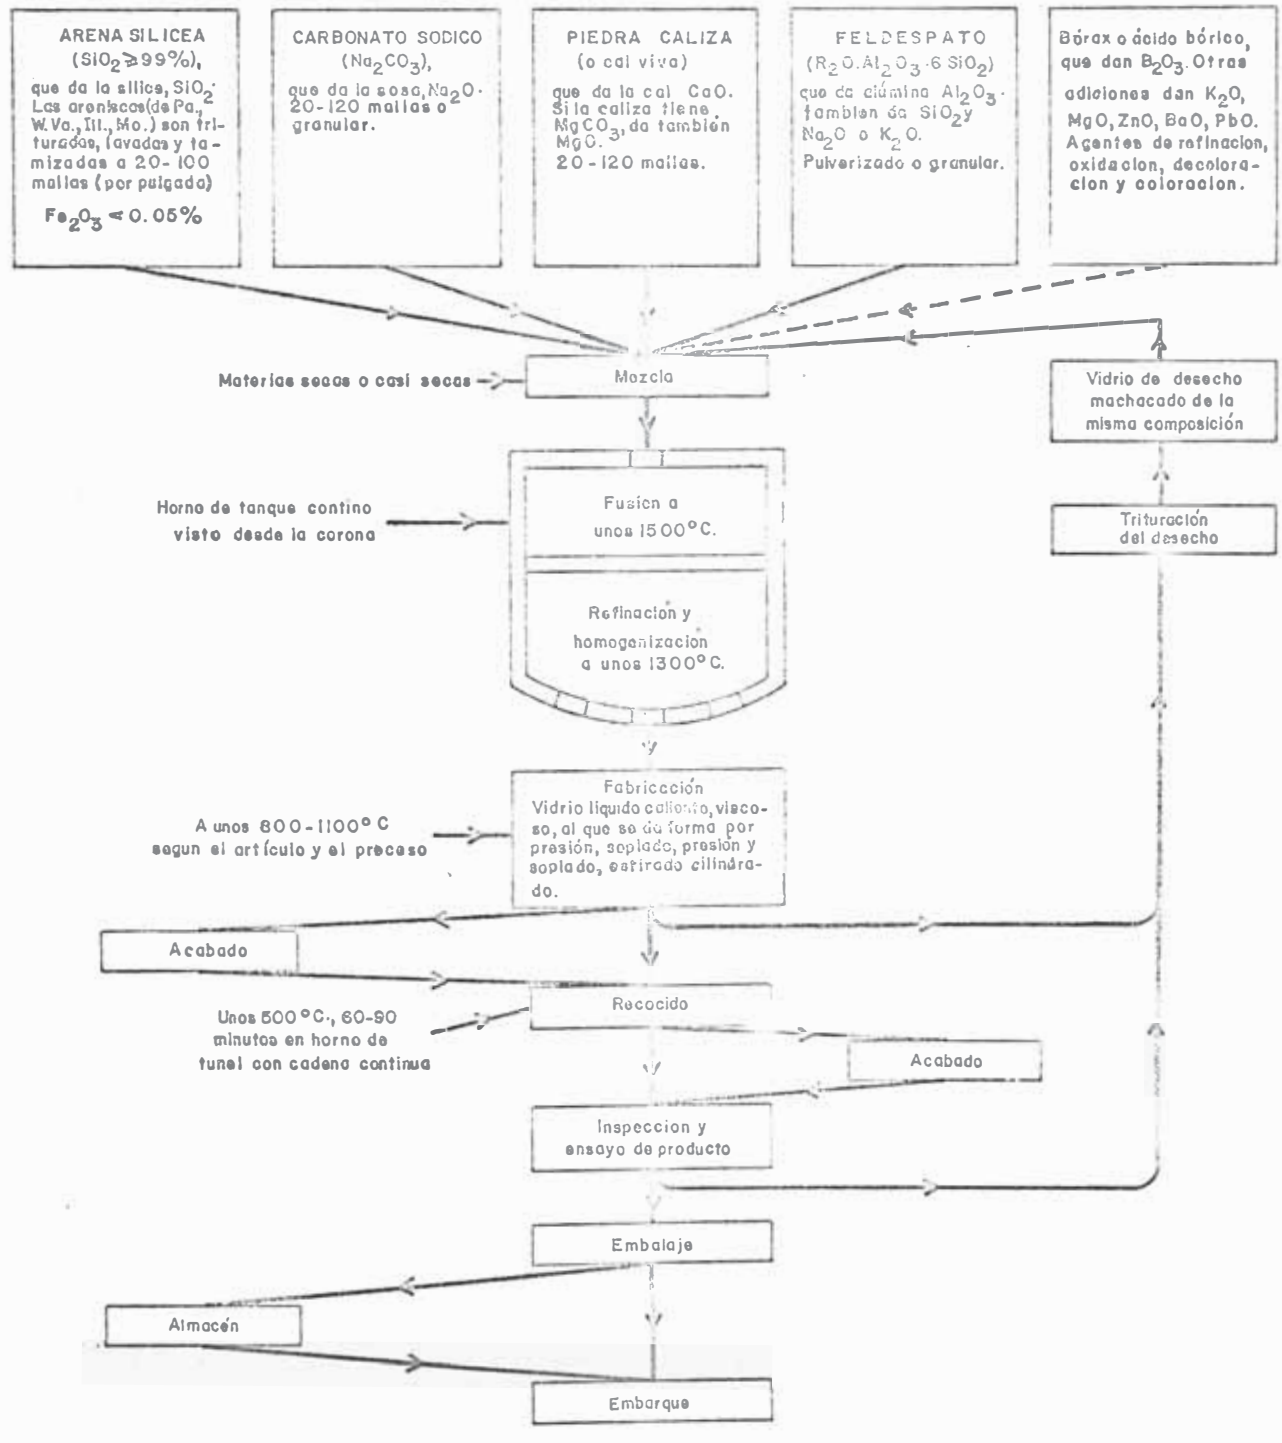 ARENA SILICEA
(SiO2⩾99%),
que da la sílice, SiO2.
Las areniscas(de Pa.,
W.Va., Ill., Mo.) son tri-
turadas, lavadas y ta-
mizadas a 20-100
mallas (por pulgada)
Fe2O3 < 0.05%
CARBONATO SODICO
(Na2CO3),
que da la sosa, Na2O.
20-120 mallas o
granular.
PIEDRA CALIZA
(o cal viva)
que da la cal CaO.
Si la caliza tiene
MgCO3, da también
MgO.
20-120 mallas.
FELDESPATO
(R2O.Al2O3.6 SiO2)
que da alúmina Al2O3.
tambien da SiO2 y
Na2O o K2O.
Pulverizado o granular.
Bórax o ácido bórico,
que dan B2O3. Otras
adiciones dan K2O,
MgO, ZnO, BaO, PbO.
Agentes de refinacion,
oxidacion, decolora-
cion y coloracion.
Materias secas o casi secas
Mezcla
Vidrio de desecho
machacado de la
misma composición
Horno de tanque contino
visto desde la corona
Fusion a
unos 1500°C.
Trituración
del desecho
Refinación y
homogenización
a unos 1300°C.
A unos 800-1100°C
segun el artículo y el proceso
Fabricación
Vidrio líquido caliente, visco-
so, al que se da forma por
presión, soplado, presión y
soplado, estirado cilindra-
do.
Acabado
Recocido
Unos 500°C., 60-90
minutos en horno de
tunel con cadena continua
Acabado
Inspeccion y
ensayo de producto
Embalaje
Almacén
Embarque